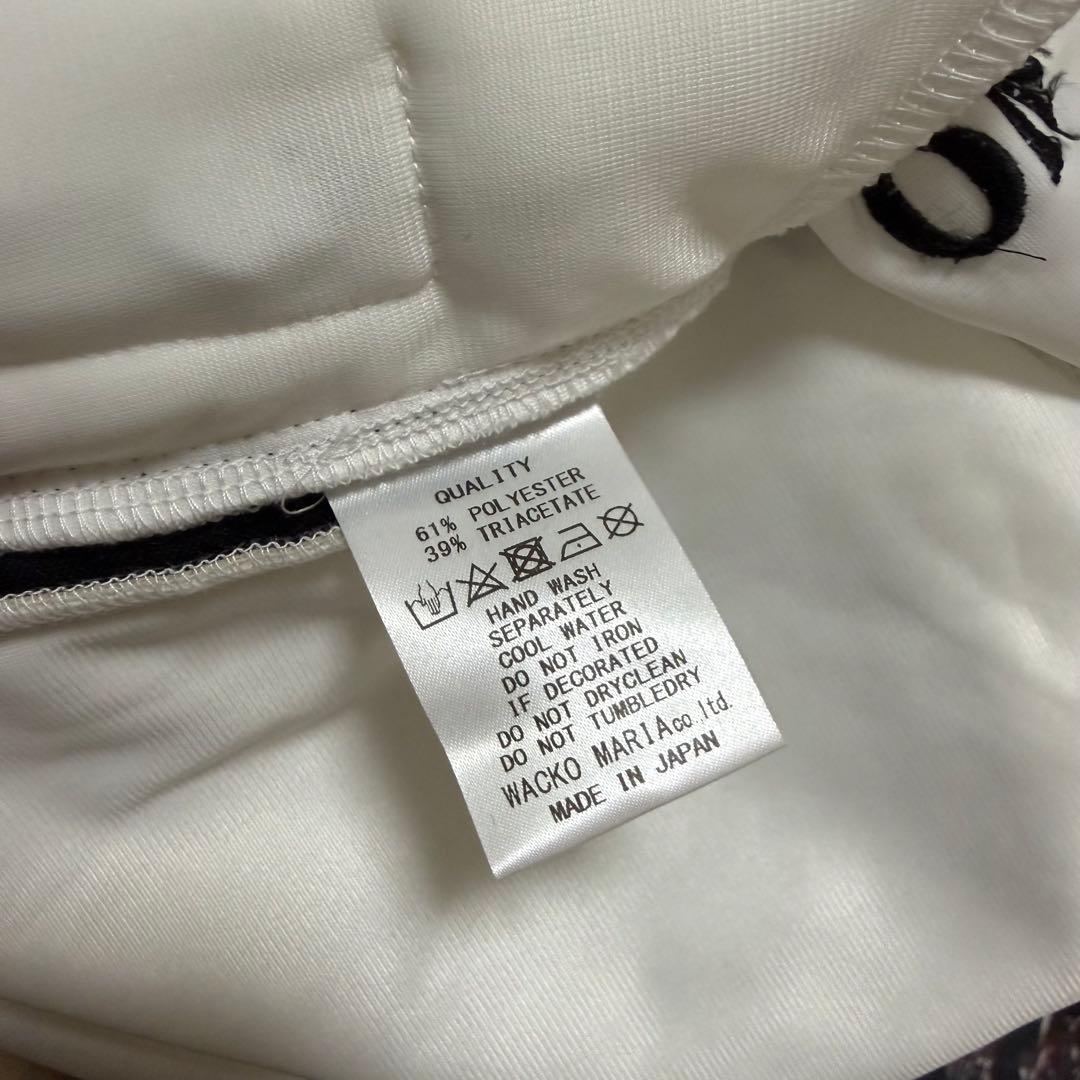 QUALITY
61% POLYESTER
39% TRIACETATE
HAND WASH
SEPARATELY
COOL WATER
DO NOT IRON
IF DECORATED
DO NOT DRYCLEAN
DO NOT TUMBLEDRY
WACKO MARIA co.ltd.
MADE IN JAPAN
O